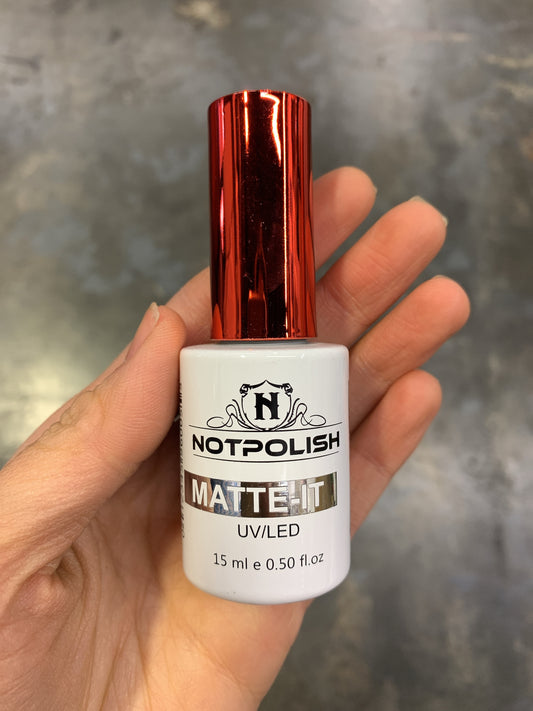 N
NOTPOLISH
MATTE-IT
UV/LED
15 ml e 0.50 fl.oz